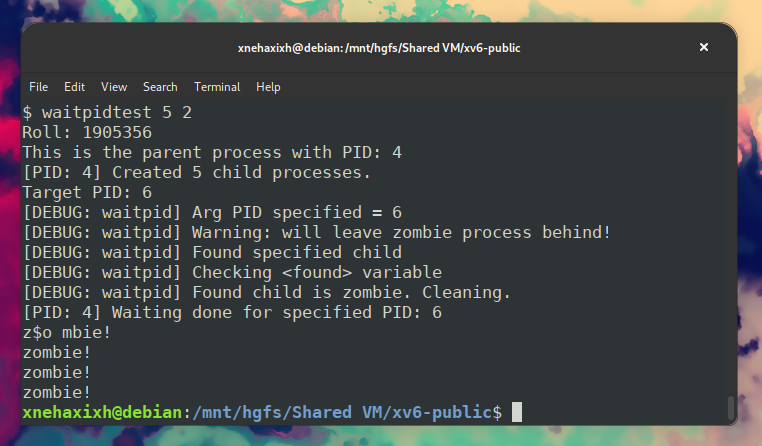 xnehaxixh@debian:/mnt/hgfs/Shared VM/xv6-public
File Edit View Search Terminal Help
$ waitpidtest 5 2
Roll: 1905356
This is the parent process with PID: 4
[PID: 4] Created 5 child processes.
Target PID: 6
[DEBUG: waitpid] Arg PID specified = 6
[DEBUG: waitpid] Warning: will leave zombie process behind!
[DEBUG: waitpid] Found specified child
[DEBUG: waitpid] Checking <found> variable
[DEBUG: waitpid] Found child is zombie. Cleaning.
[PID: 4] Waiting done for specified PID: 6
z$o mbie!
zombie!
zombie!
zombie!
xnehaxixh@debian:/mnt/hgfs/Shared VM/xv6-public$